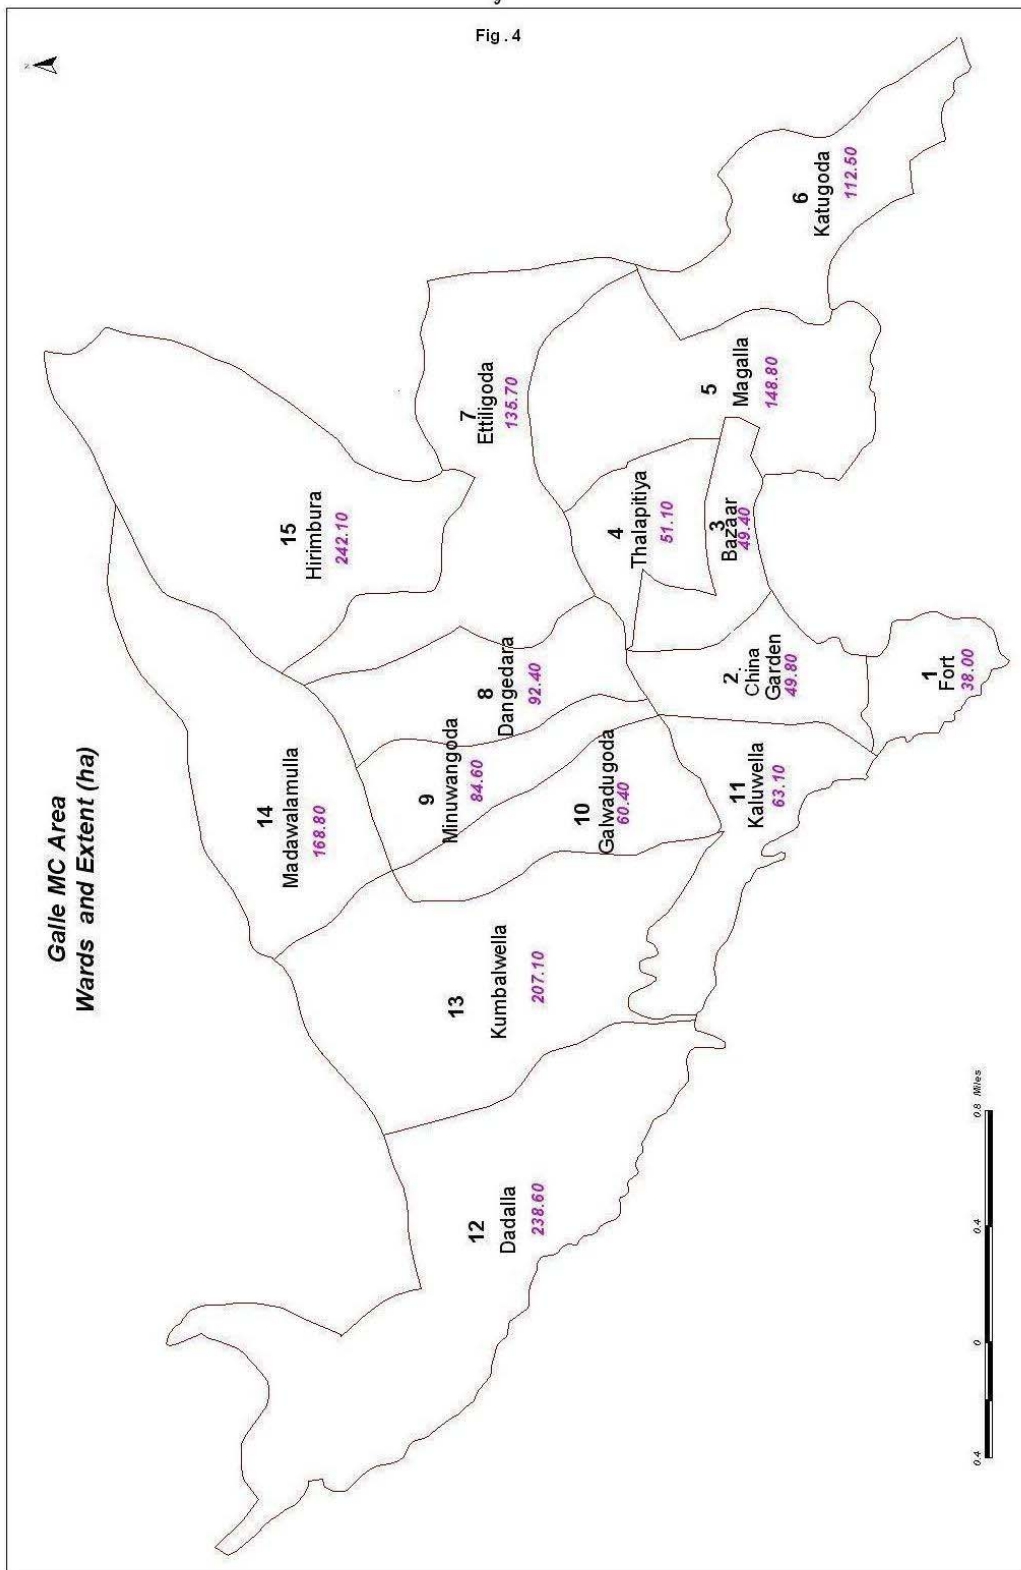 Fig . 4
N
Galle MC Area
Wards and Extent (ha)
15
Hirimbura
242.10
14
Madawalamulla
168.80
7
Ettiligoda
135.70
6
Katugoda
112.50
5
Magalla
148.80
4
Thalapitiya
51.10
3
Bazaar
49.40
8
Dangedara
92.40
9
Minuwangoda
84.60
10
Galwadugoda
60.40
2.
China
Garden
49.80
1
Fort
38.00
11
Kaluwella
63.10
13
Kumbalwella
207.10
12
Dadalla
238.60
0.4 0 0.4 0.8 Miles